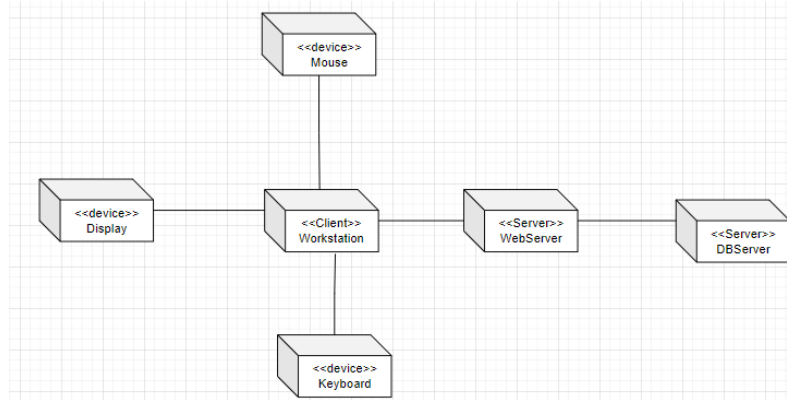 <<device>>
Mouse
<<device>>
Display
<<Client>>
Workstation
<<Server>>
WebServer
<<Server>>
DBServer
<<device>>
Keyboard